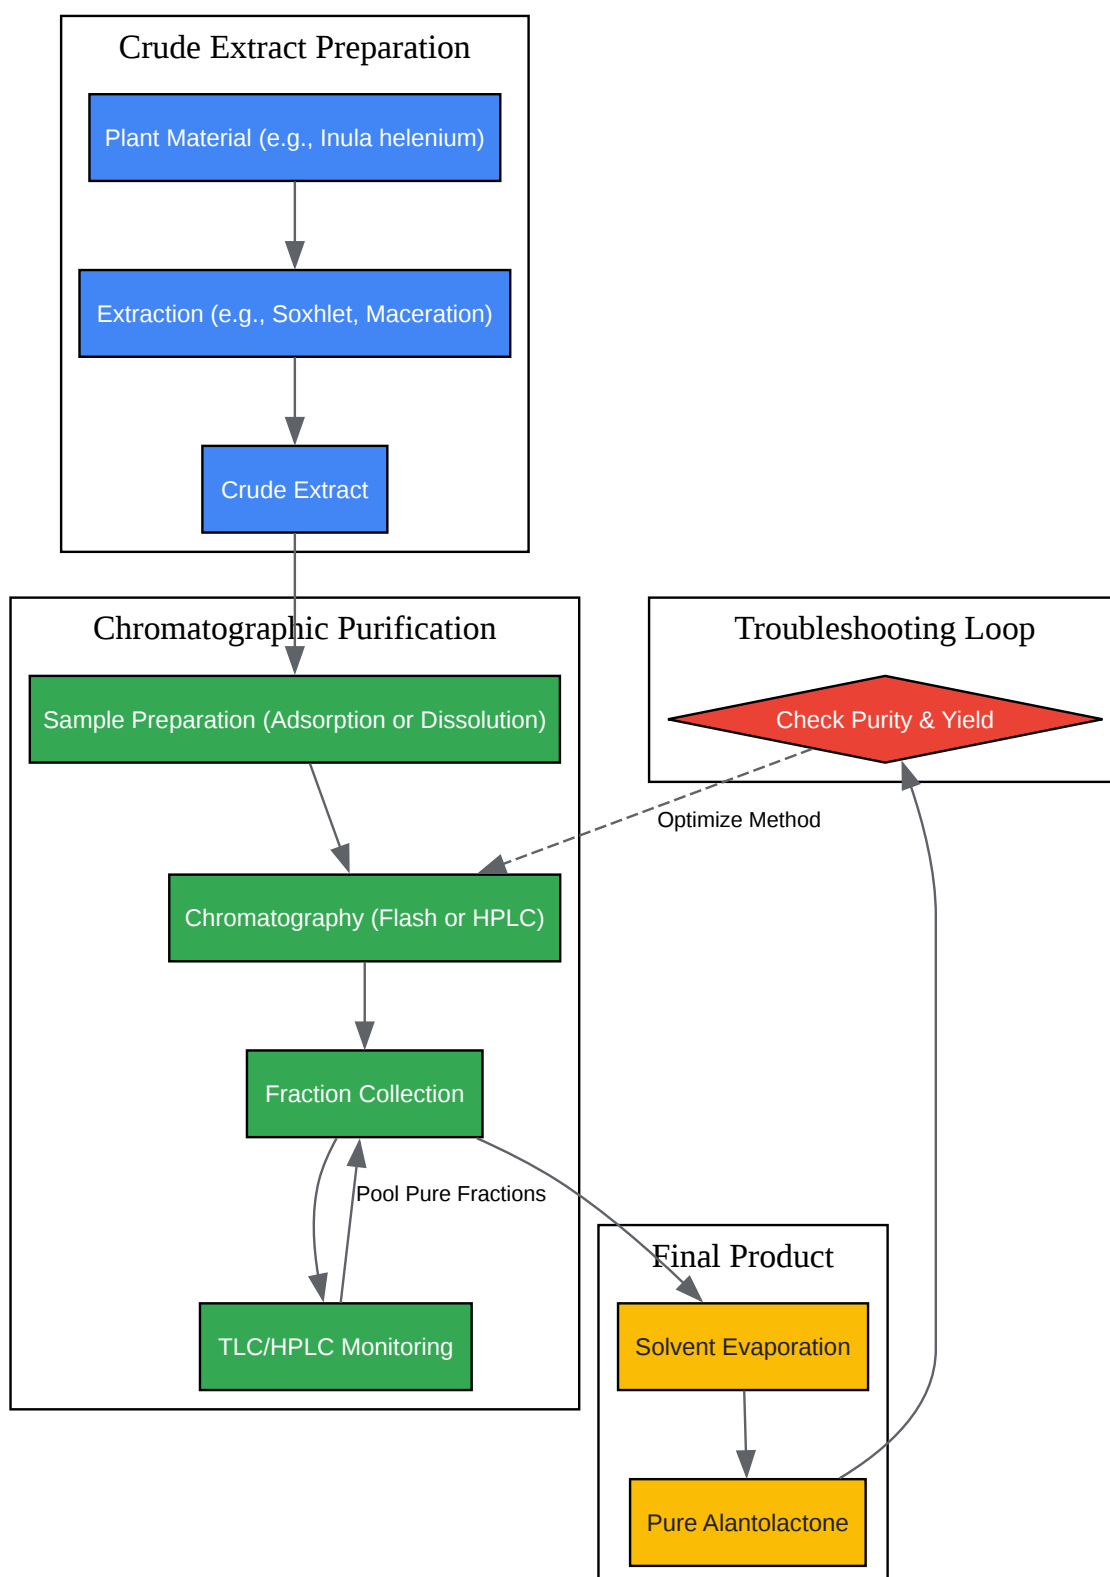 Crude Extract Preparation
Plant Material (e.g., Inula helenium)
Extraction (e.g., Soxhlet, Maceration)
Crude Extract
Chromatographic Purification
Troubleshooting Loop
Sample Preparation (Adsorption or Dissolution)
Check Purity & Yield
Optimize Method
Chromatography (Flash or HPLC)
Fraction Collection
Pool Pure Fractions
Final Product
TLC/HPLC Monitoring
Solvent Evaporation
Pure Alantolactone